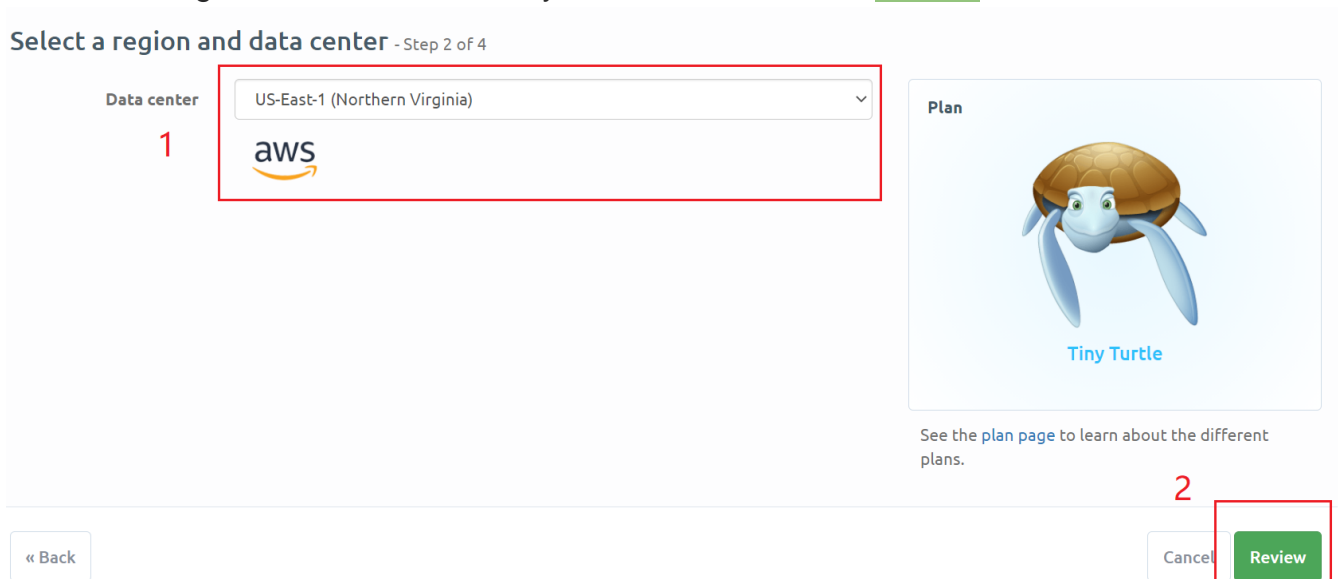 Select a region and data center - Step 2 of 4
Data center
US-East-1 (Northern Virginia)
1
aws
Plan
Tiny Turtle
See the plan page to learn about the different
plans.
2
« Back
Cancel
Review